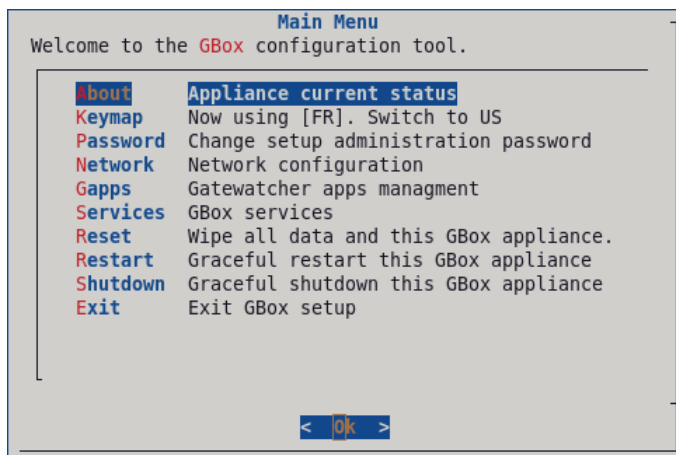 Main Menu
Welcome to the GBox configuration tool.
About Appliance current status
Keymap Now using [FR]. Switch to US
Password Change setup administration password
Network Network configuration
Gapps Gatewatcher apps managment
Services GBox services
Reset Wipe all data and this GBox appliance.
Restart Graceful restart this GBox appliance
Shutdown Graceful shutdown this GBox appliance
Exit Exit GBox setup
< Ok >